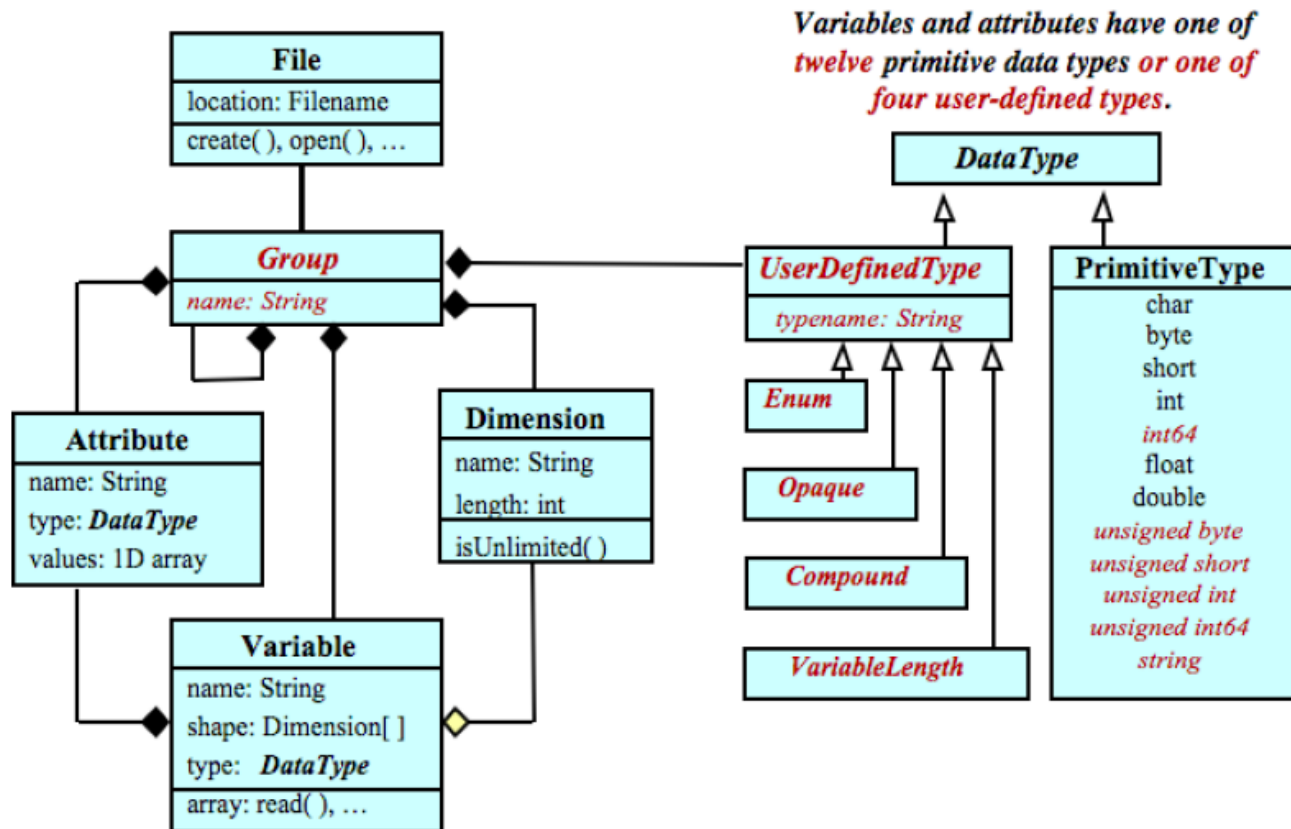 Variables and attributes have one of
twelve primitive data types or one of
four user-defined types.
File
location: Filename
create( ), open( ), …
Group
name: String
Attribute
name: String
type: DataType
values: 1D array
Dimension
name: String
length: int
isUnlimited( )
Variable
name: String
shape: Dimension[ ]
type: DataType
array: read( ), …
DataType
UserDefinedType
typename: String
Enum
Opaque
Compound
VariableLength
PrimitiveType
char
byte
short
int
int64
float
double
unsigned byte
unsigned short
unsigned int
unsigned int64
string